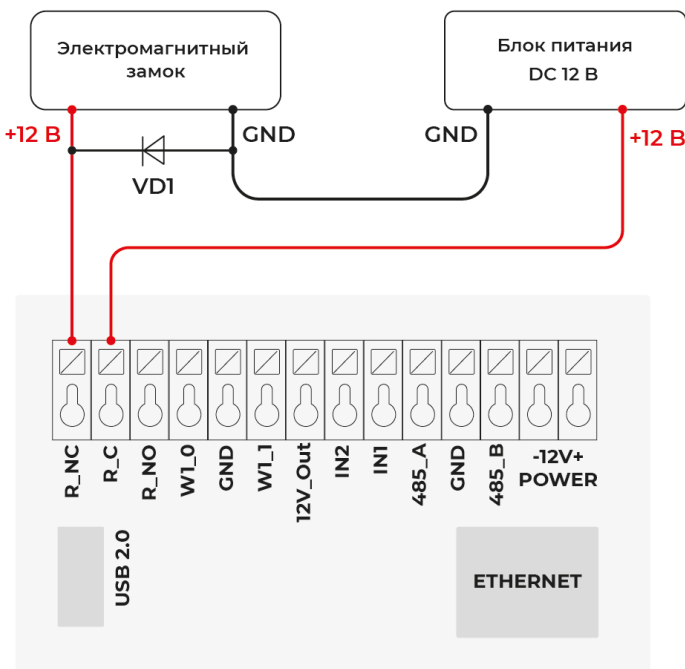 Электромагнитный
замок
Блок питания
DC 12 В
+12 В
GND
GND
+12 В
VD1
R_NC
R_C
R_NO
W1_0
GND
W1_1
12V_Out
IN2
IN1
485_A
GND
485_B
-12V+
POWER
USB 2.0
ETHERNET